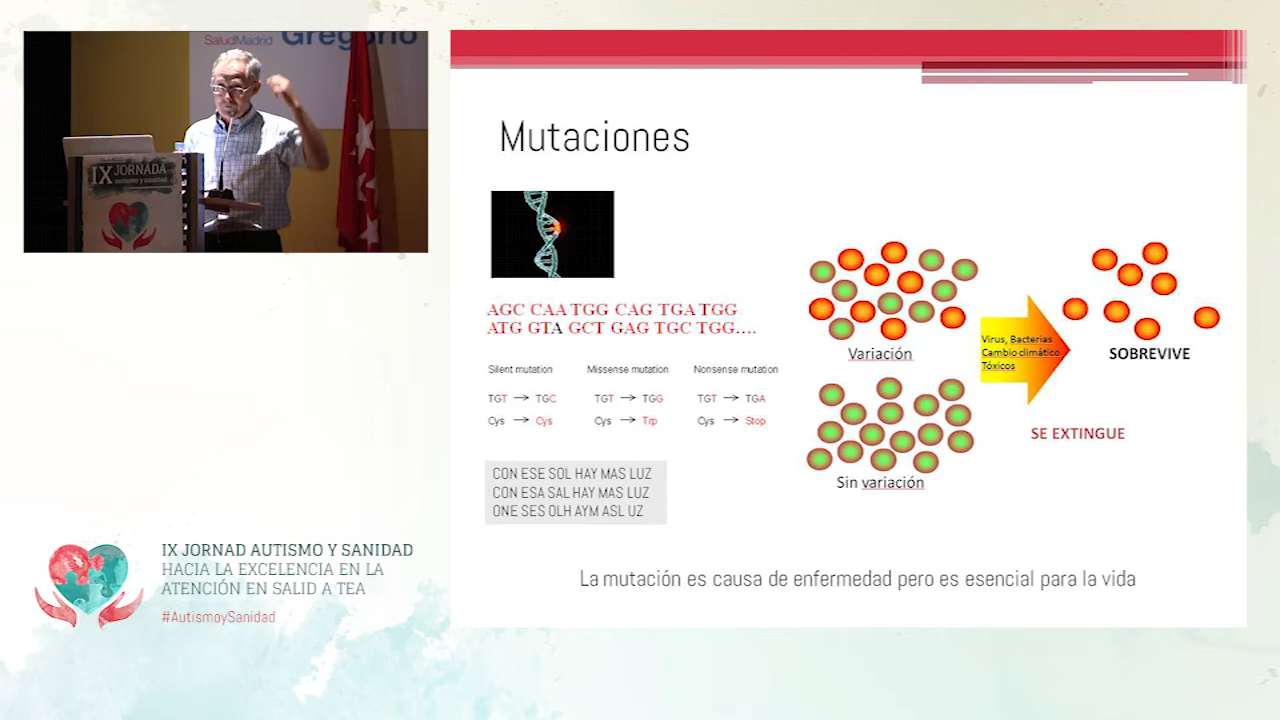 SaludMadrid
Gregorio
IX JORNADA
autismo y sanidad
Mutaciones
AGC CAA TGG CAG TGA TGG
ATG GTA GCT GAG TGC TGG....
Silent mutation
TGT → TGC
Cys → Cys
Missense mutation
TGT → TGG
Cys → Trp
Nonsense mutation
TGT → TGA
Cys → Stop
CON ESE SOL HAY MAS LUZ
CON ESA SAL HAY MAS LUZ
ONE SES OLH AYM ASL UZ
Variación
Sin variación
Virus, Bacterias
Cambio climático
Tóxicos
SOBREVIVE
SE EXTINGUE
La mutación es causa de enfermedad pero es esencial para la vida
IX JORNAD AUTISMO Y SANIDAD
HACIA LA EXCELENCIA EN LA
ATENCIÓN EN SALID A TEA
#AutismoySanidad